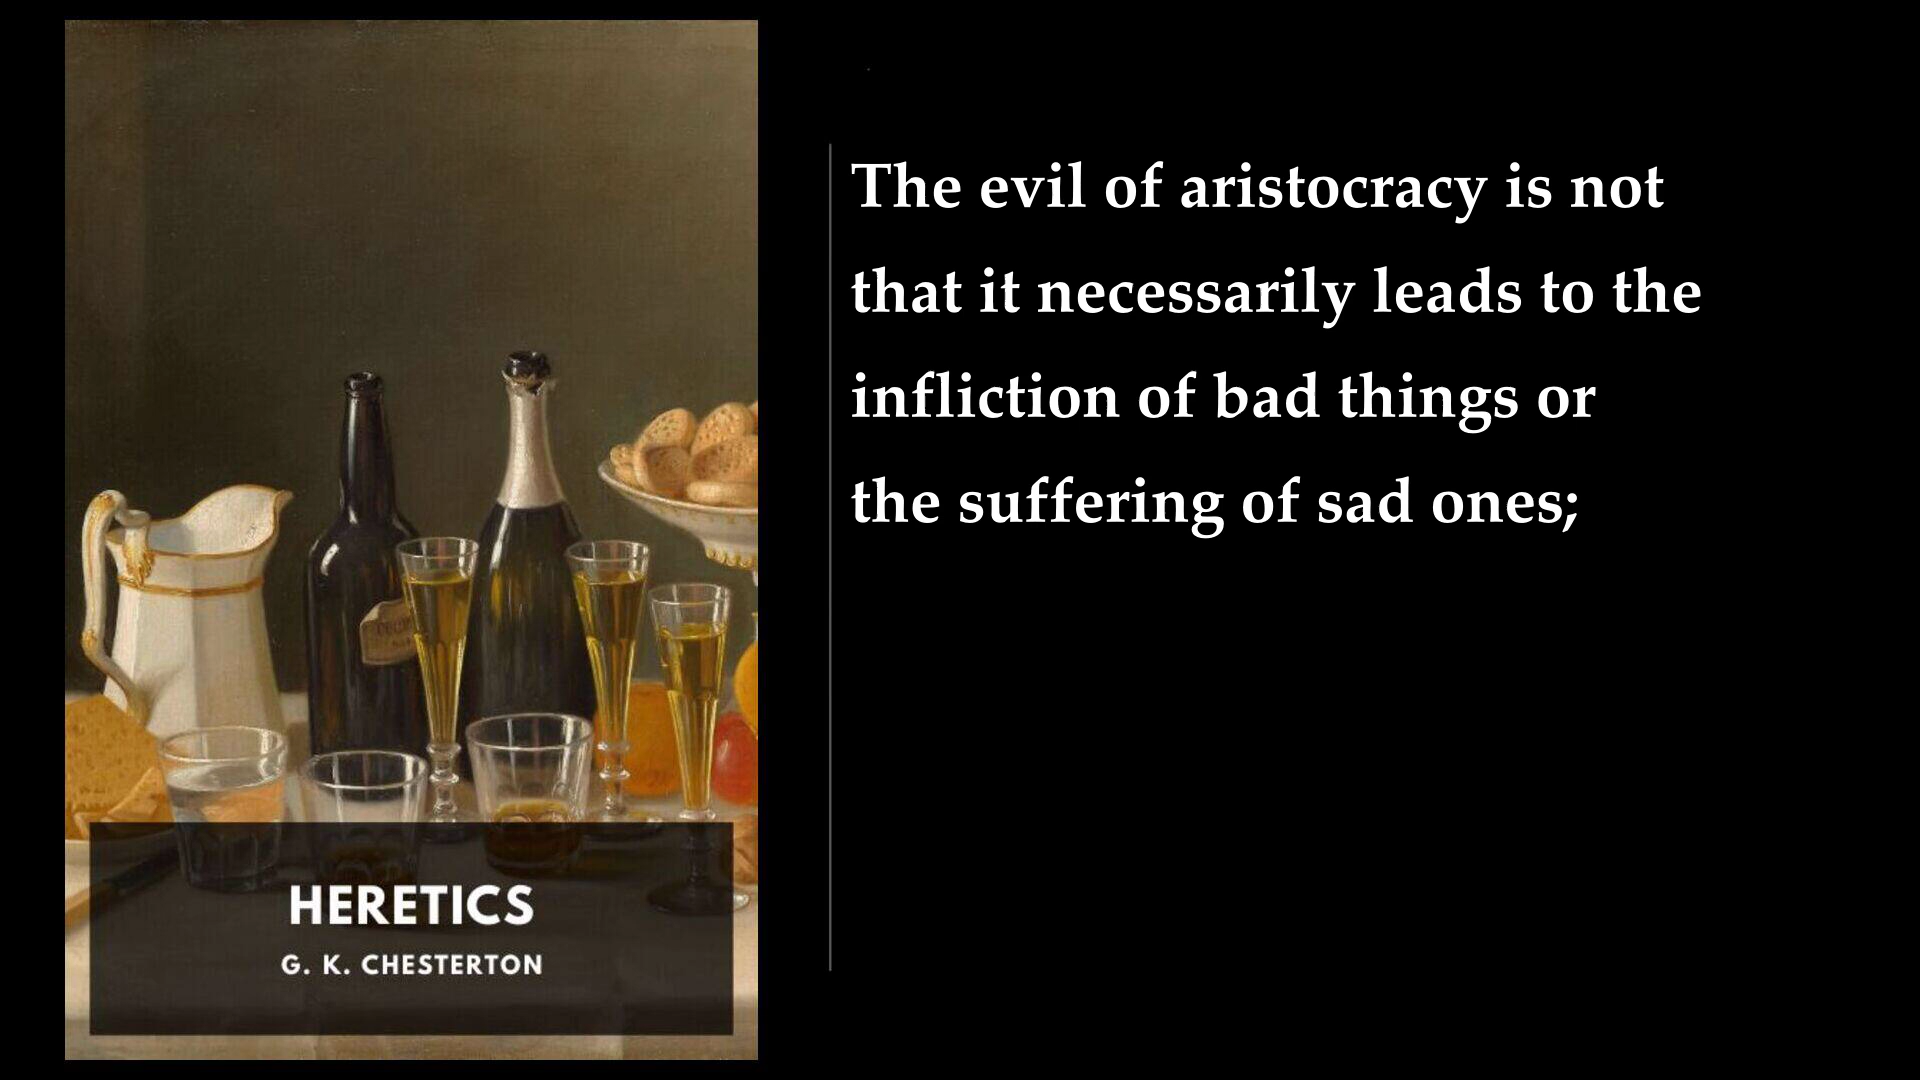 The evil of aristocracy is not
that it necessarily leads to the
infliction of bad things or
the suffering of sad ones;
HERETICS
G. K. CHESTERTON